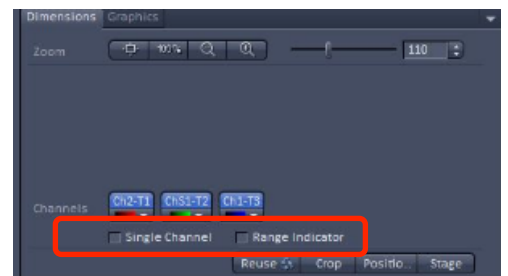 Dimensions Graphics
Zoom 100% 110
Ch2-T1 ChS1-T2 Ch1-T3
Channels
Single Channel Range Indicator
Reuse Crop Positio... Stage